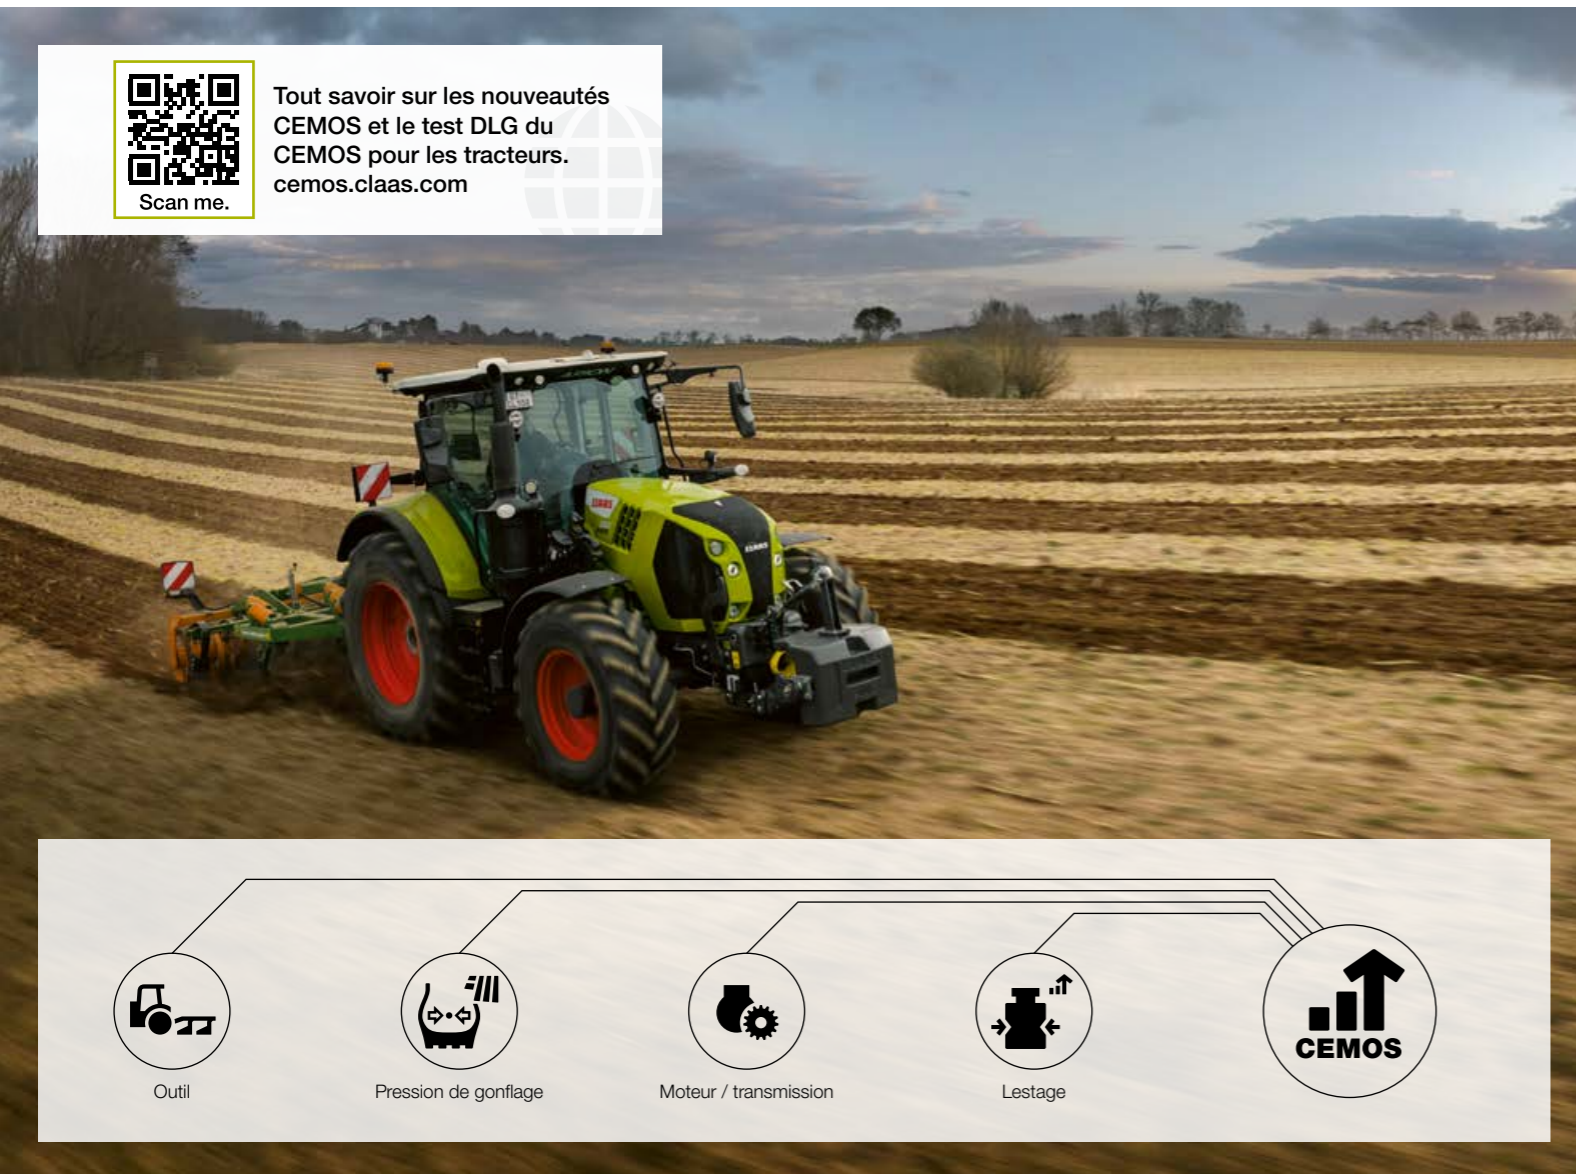 Tout savoir sur les nouveautés
CEMOS et le test DLG du
CEMOS pour les tracteurs.
cemos.claas.com
Scan me.
CLAAS
CLAAS
Outil
Pression de gonflage
Moteur / transmission
Lestage
CEMOS